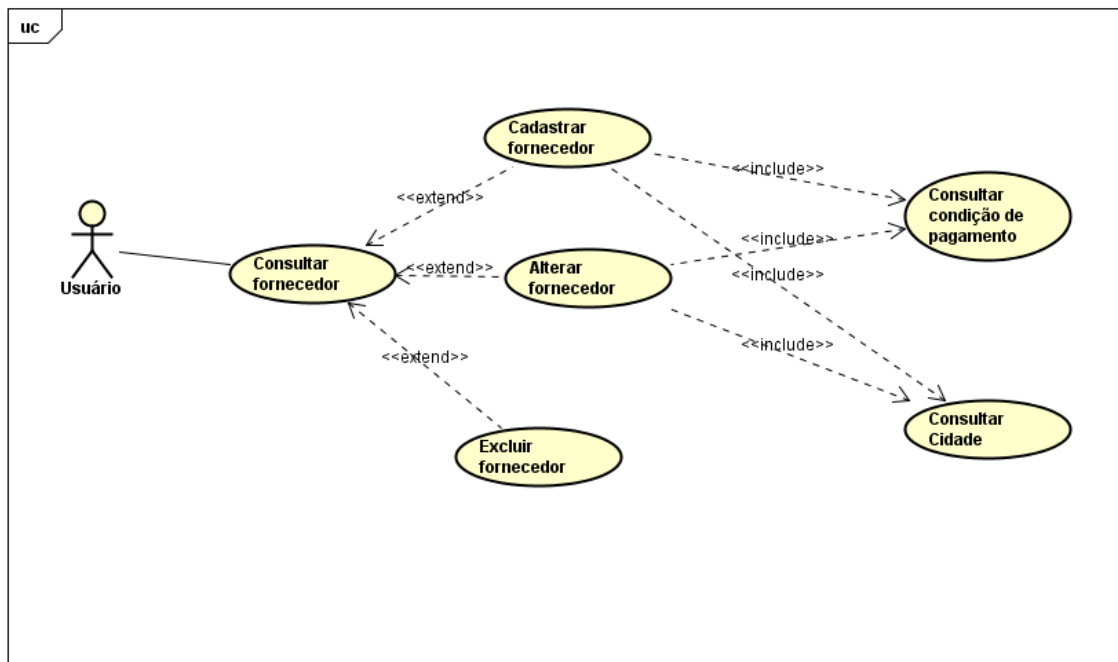 uc
Cadastrar
fornecedor
<<include>>
<<extend>>
Consultar
condição de
pagamento
Usuário
Consultar
fornecedor
<<extend>>
Alterar
fornecedor
<<include>>
<<include>>
<<extend>>
<<include>>
Excluir
fornecedor
Consultar
Cidade